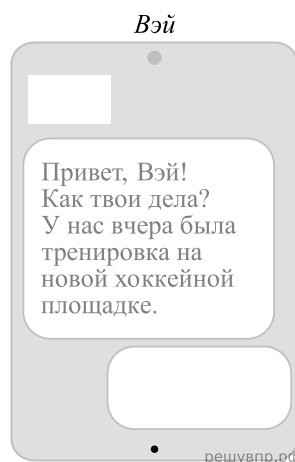 Вэй
Привет, Вэй!
Как твои дела?
У нас вчера была
тренировка на
новой хоккейной
площадке.
решувпр.рф